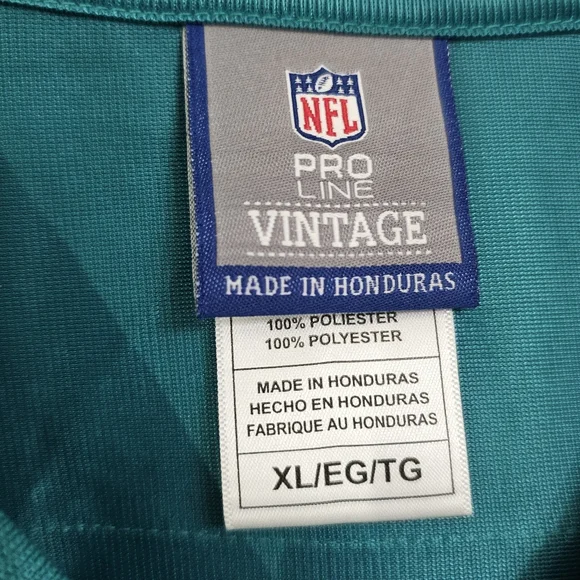 NFL
PRO
LINE
VINTAGE
MADE IN HONDURAS
100% POLIESTER
100% POLYESTER
MADE IN HONDURAS
HECHO EN HONDURAS
FABRIQUE AU HONDURAS
XL/EG/TG